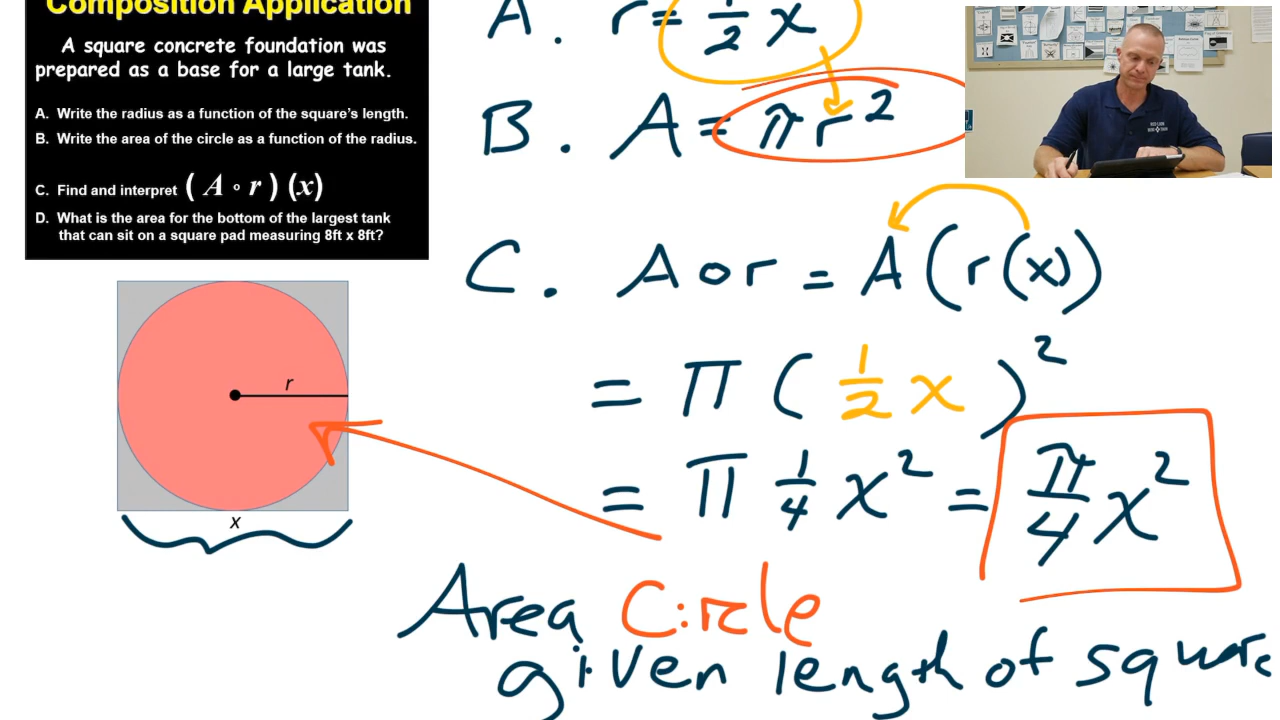 Composition Application
A square concrete foundation was
prepared as a base for a large tank.
A. Write the radius as a function of the square's length.
B. Write the area of the circle as a function of the radius.
C. Find and interpret ( A ∘ r ) (x)
D. What is the area for the bottom of the largest tank
that can sit on a square pad measuring 8ft x 8ft?
r
x
A. r = 1/2 x
B. A = πr²
C. A o r = A(r(x))
= π (1/2 x)²
= π 1/4 x² = π/4 x²
Area Circle
given length of square